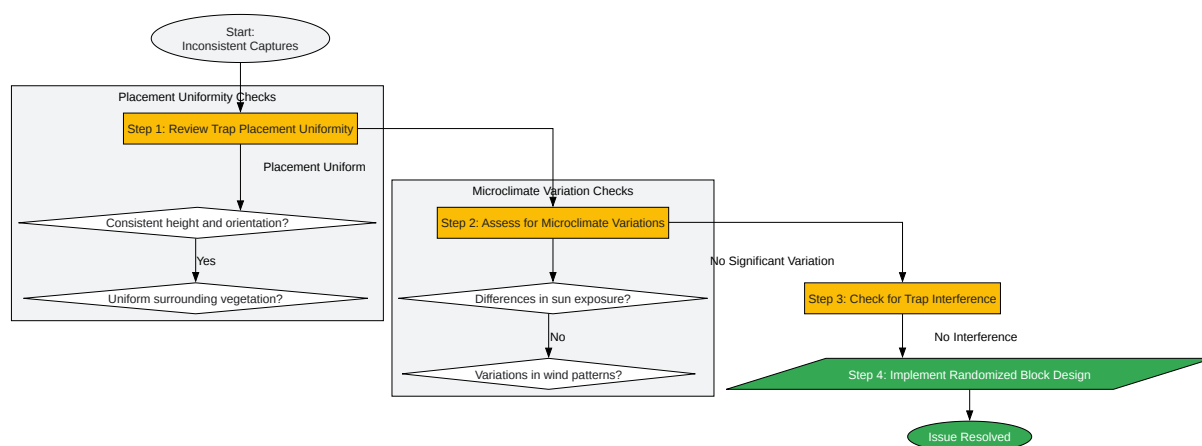 Start:
Inconsistent Captures
Placement Uniformity Checks
Step 1: Review Trap Placement Uniformity
Placement Uniform
Consistent height and orientation?
Yes
Uniform surrounding vegetation?
Microclimate Variation Checks
Step 2: Assess for Microclimate Variations
No Significant Variation
Differences in sun exposure?
No
Variations in wind patterns?
Step 3: Check for Trap Interference
No Interference
Step 4: Implement Randomized Block Design
Issue Resolved